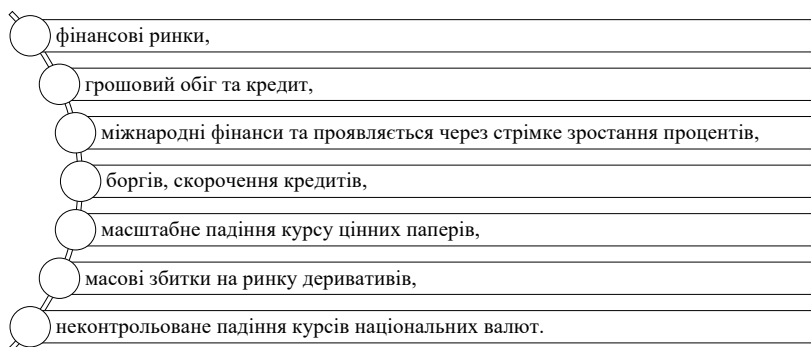 фінансові ринки,
грошовий обіг та кредит,
міжнародні фінанси та проявляється через стрімке зростання процентів,
боргів, скорочення кредитів,
масштабне падіння курсу цінних паперів,
масові збитки на ринку деривативів,
неконтрольоване падіння курсів національних валют.